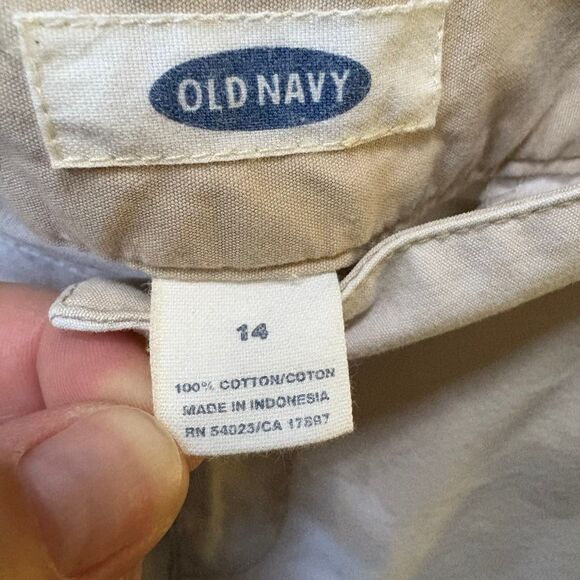 OLD NAVY
14
100% COTTON/COTON
MADE IN INDONESIA
RN 54023/CA 17897